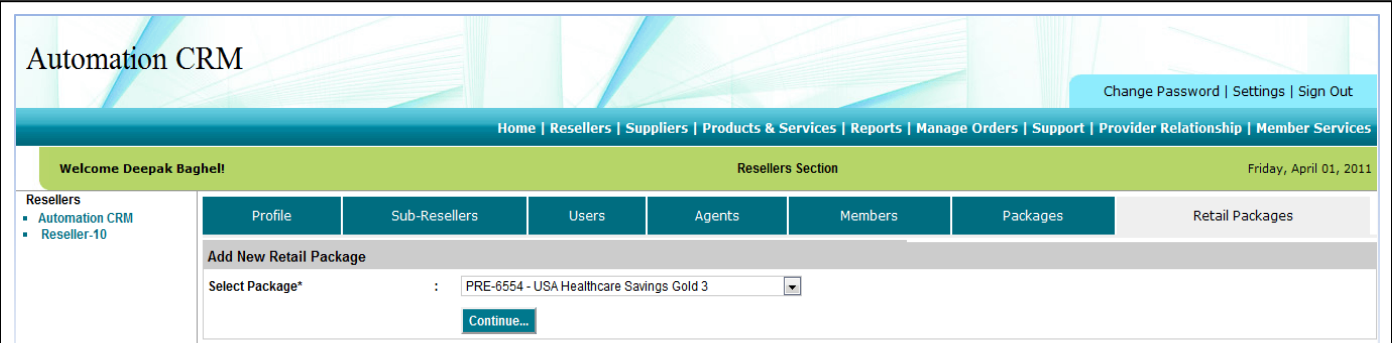 Automation CRM
Change Password | Settings | Sign Out
Home | Resellers | Suppliers | Products & Services | Reports | Manage Orders | Support | Provider Relationship | Member Services
Welcome Deepak Baghel! Resellers Section Friday, April 01, 2011
Resellers
Automation CRM
Reseller-10
Profile Sub-Resellers Users Agents Members Packages Retail Packages
Add New Retail Package
Select Package* : PRE-6554 - USA Healthcare Savings Gold 3
Continue...